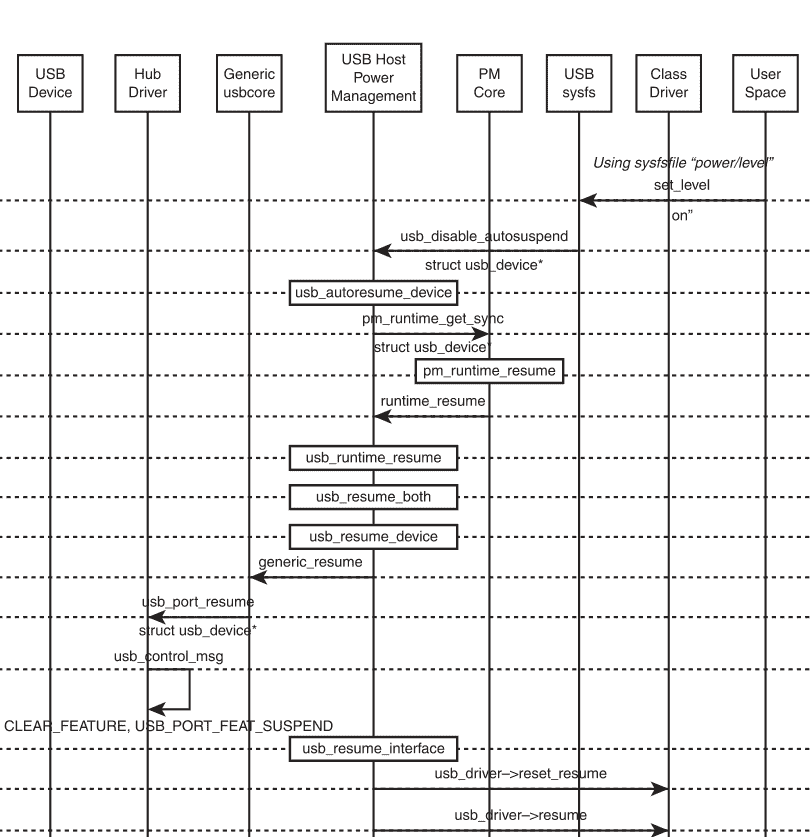 USB
Device
Hub
Driver
Generic
usbcore
USB Host
Power
Management
PM
Core
USB
sysfs
Class
Driver
User
Space
Using sysfsfile “power/level”
set_level
on”
usb_disable_autosuspend
struct usb_device*
usb_autoresume_device
pm_runtime_get_sync
struct usb_device*
pm_runtime_resume
runtime_resume
usb_runtime_resume
usb_resume_both
usb_resume_device
generic_resume
usb_port_resume
struct usb_device*
usb_control_msg
CLEAR_FEATURE, USB_PORT_FEAT_SUSPEND
usb_resume_interface
usb_driver–>reset_resume
usb_driver–>resume